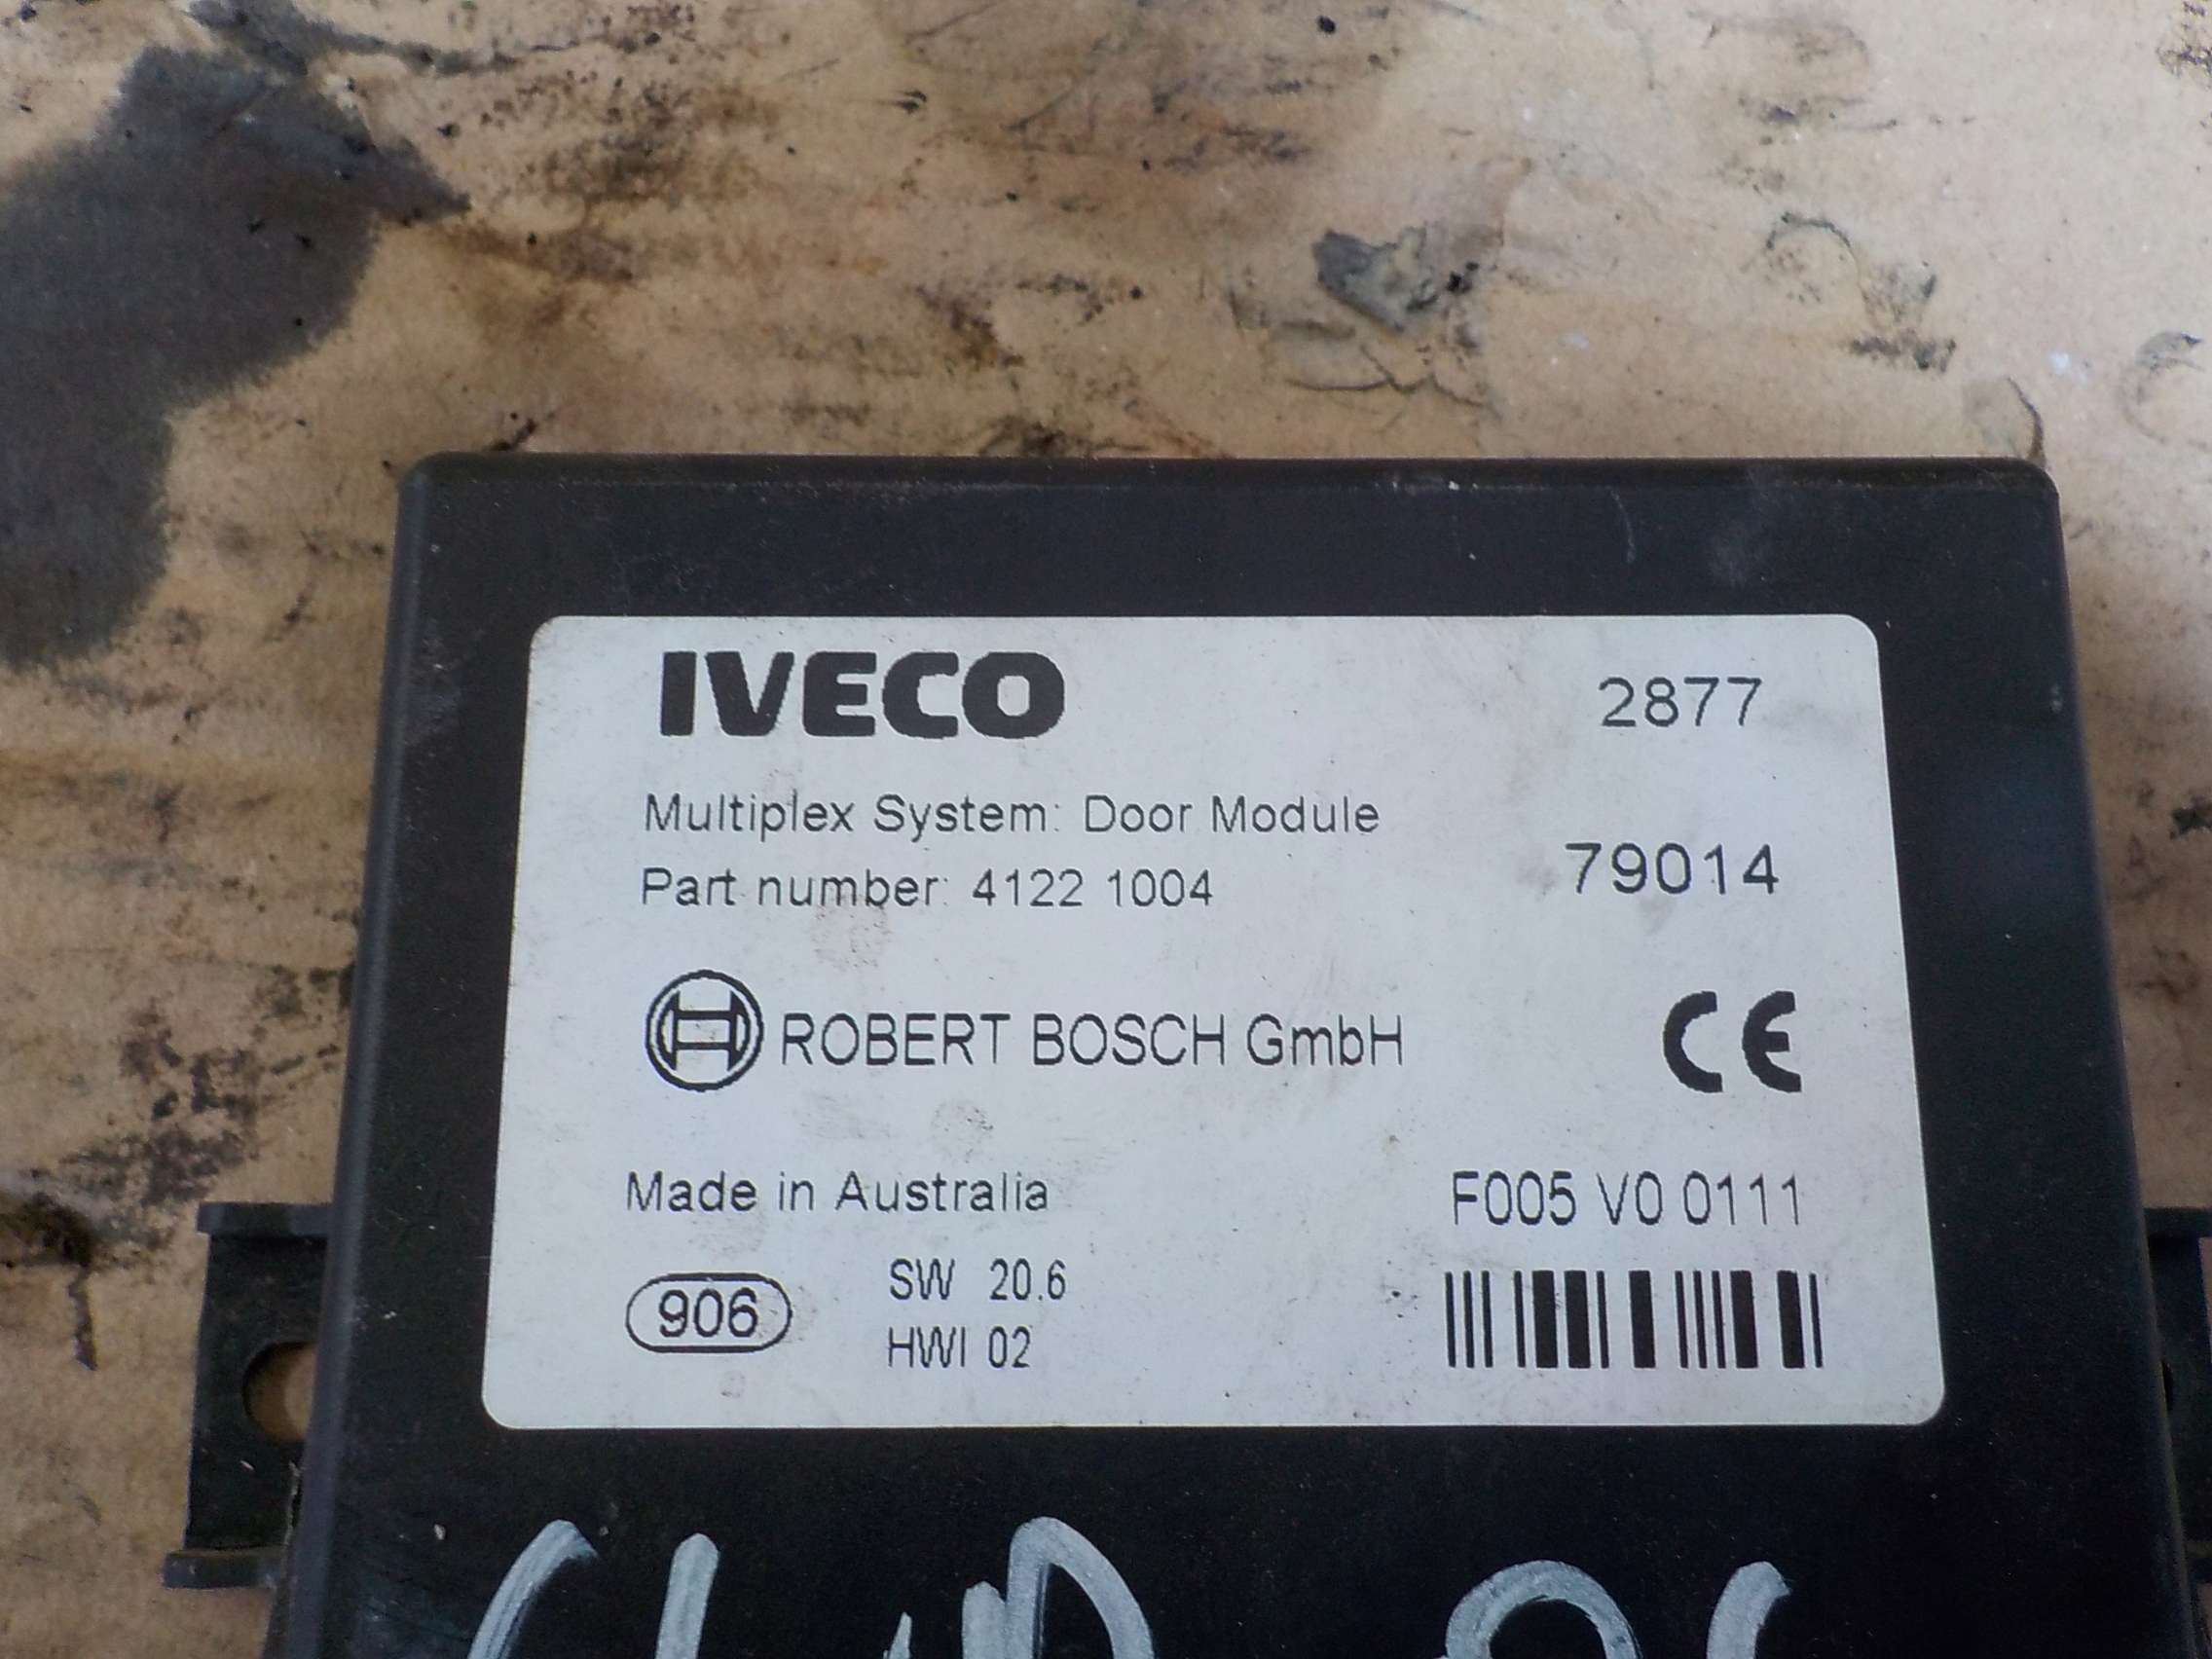 IVECO 2877
Multiplex System: Door Module
Part number: 4122 1004 79014
ROBERT BOSCH GmbH CE
Made in Australia F005 V0 0111
906 SW 20.6
HWI 02